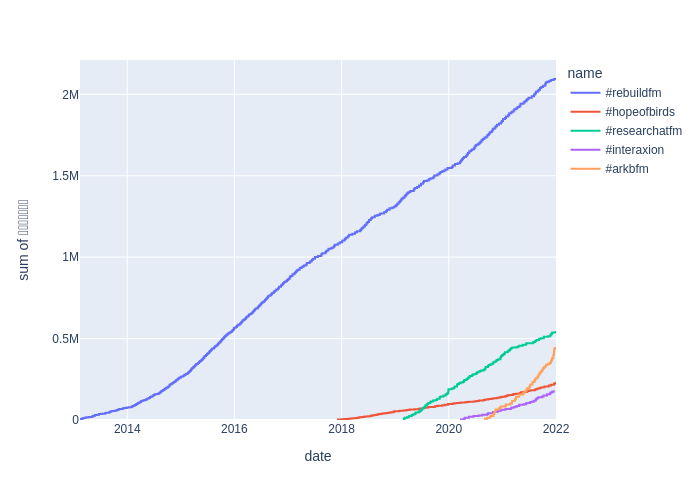 name
#rebuildfm
#hopeofbirds
#researchatfm
#interaxion
#arkbfm
2M
1.5M
1M
0.5M
0
sum of
2014
2016
2018
2020
2022
date